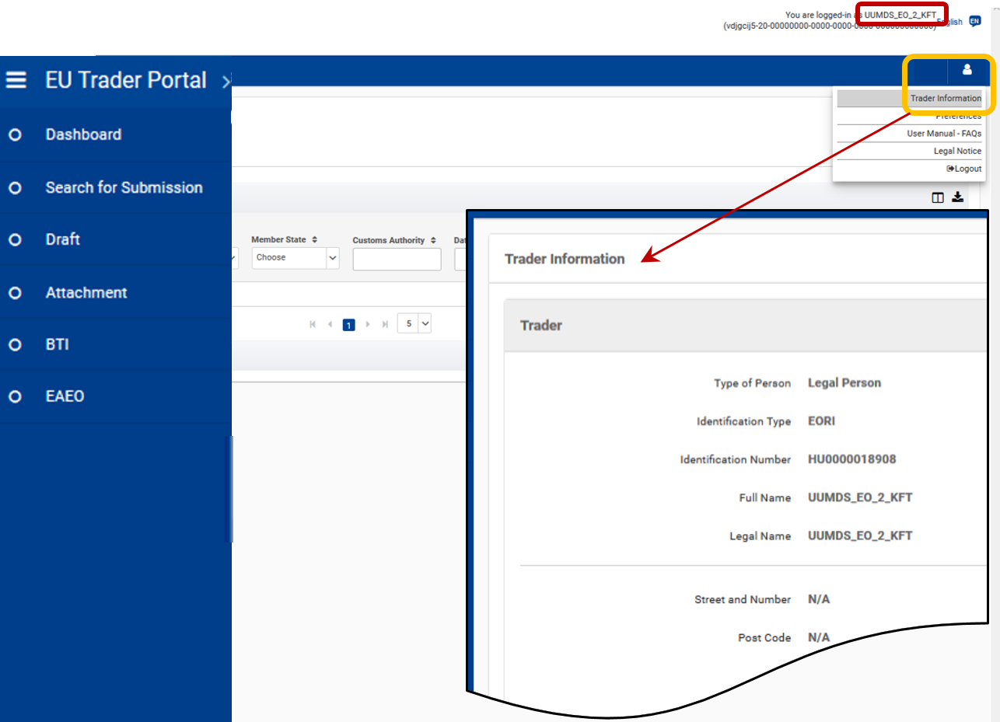 You are logged-in as UUMDS_EO_2_KFT
(vdjgcij5-20-00000000-0000-0000-0000-000000000000)
English EN
EU Trader Portal
Dashboard
Search for Submission
Draft
Attachment
BTI
EAEO
Trader Information
Preferences
User Manual - FAQs
Legal Notice
Logout
Member State
Customs Authority
Choose
1
5
Trader Information
Trader
Type of Person Legal Person
Identification Type EORI
Identification Number HU0000018908
Full Name UUMDS_EO_2_KFT
Legal Name UUMDS_EO_2_KFT
Street and Number N/A
Post Code N/A